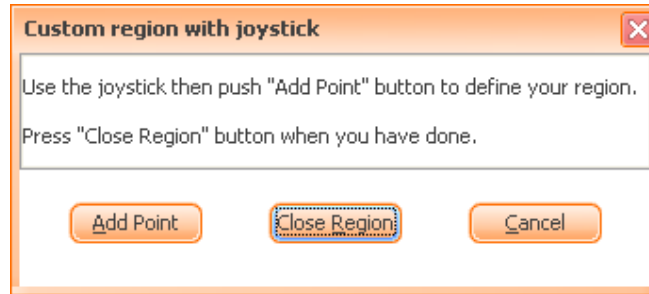 Custom region with joystick
Use the joystick then push "Add Point" button to define your region.
Press "Close Region" button when you have done.
Add Point
Close Region
Cancel